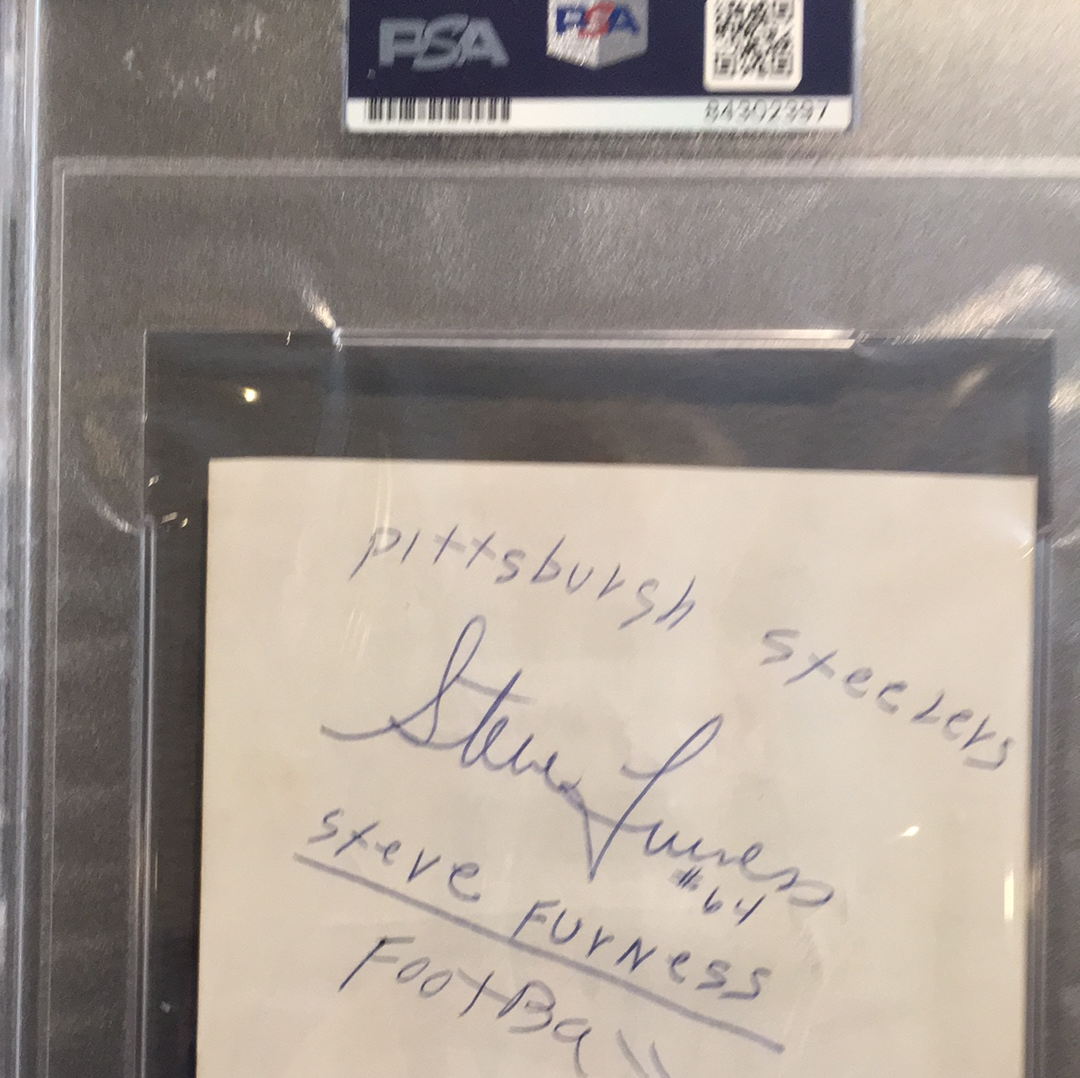 PSA PSA
84302397
pittsburgh steelers
Steve Furness
#64
steve FURNess
FootBall